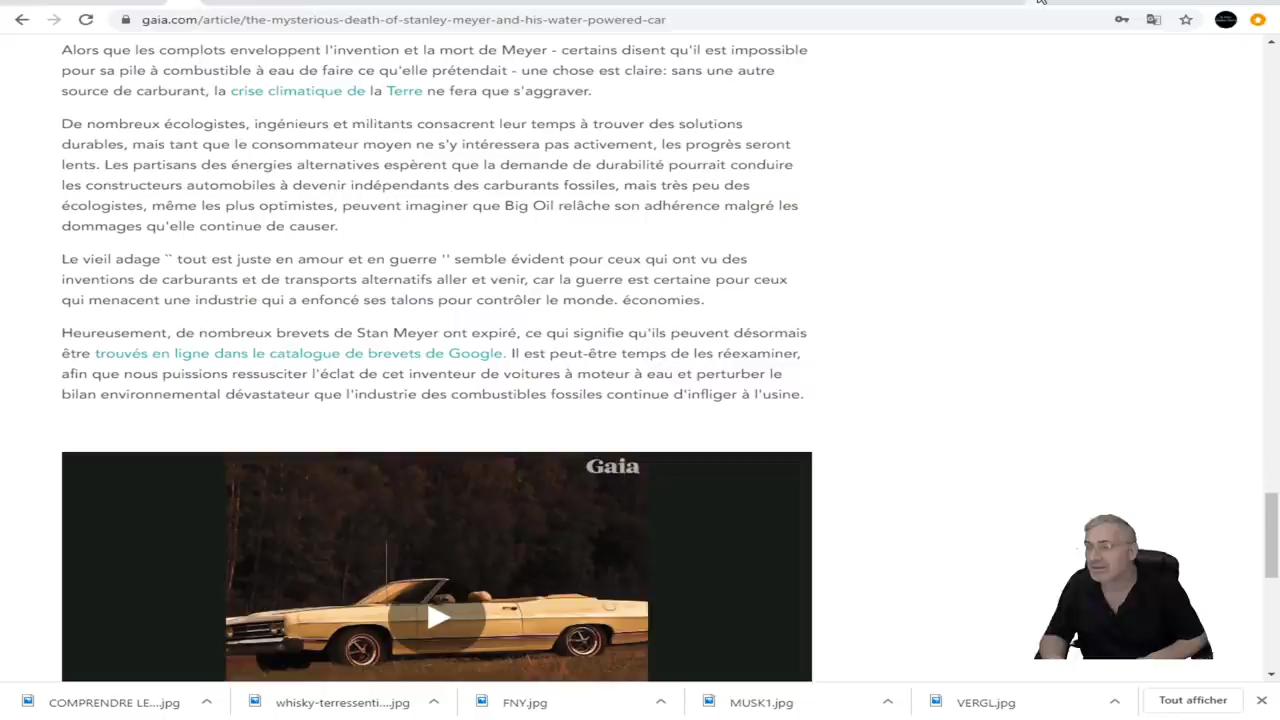 gaia.com/article/the-mysterious-death-of-stanley-meyer-and-his-water-powered-car
Alors que les complots enveloppent l'invention et la mort de Meyer - certains disent qu'il est impossible
pour sa pile à combustible à eau de faire ce qu'elle prétendait - une chose est claire: sans une autre
source de carburant, la crise climatique de la Terre ne fera que s'aggraver.
De nombreux écologistes, ingénieurs et militants consacrent leur temps à trouver des solutions
durables, mais tant que le consommateur moyen ne s'y intéressera pas activement, les progrès seront
lents. Les partisans des énergies alternatives espèrent que la demande de durabilité pourrait conduire
les constructeurs automobiles à devenir indépendants des carburants fossiles, mais très peu des
écologistes, même les plus optimistes, peuvent imaginer que Big Oil relâche son adhérence malgré les
dommages qu'elle continue de causer.
Le vieil adage `` tout est juste en amour et en guerre '' semble évident pour ceux qui ont vu des
inventions de carburants et de transports alternatifs aller et venir, car la guerre est certaine pour ceux
qui menacent une industrie qui a enfoncé ses talons pour contrôler le monde. économies.
Heureusement, de nombreux brevets de Stan Meyer ont expiré, ce qui signifie qu'ils peuvent désormais
être trouvés en ligne dans le catalogue de brevets de Google. Il est peut-être temps de les réexaminer,
afin que nous puissions ressusciter l'éclat de cet inventeur de voitures à moteur à eau et perturber le
bilan environnemental dévastateur que l'industrie des combustibles fossiles continue d'infliger à l'usine.
Gaia
COMPRENDRE LE....jpg
whisky-terressenti....jpg
FNY.jpg
MUSK1.jpg
VERGL.jpg
Tout afficher